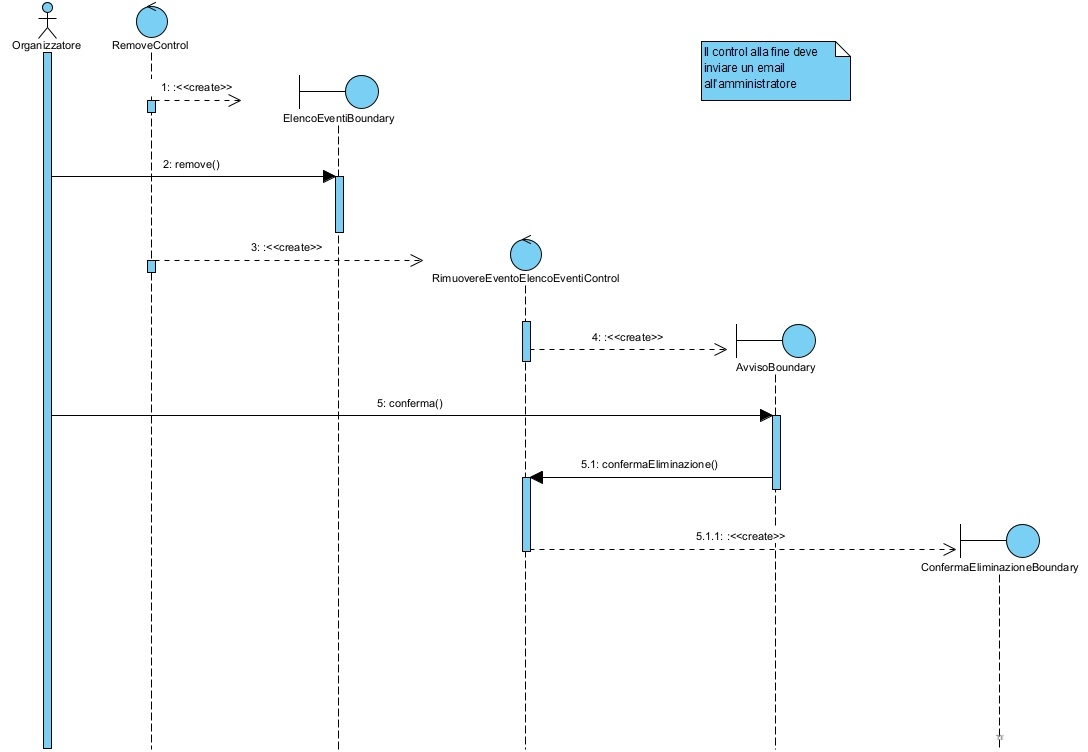 Organizzatore
RemoveControl
Il control alla fine deve
inviare un email
all'amministratore
1: :<<create>>
ElencoEventiBoundary
2: remove()
3: :<<create>>
RimuovereEventoElencoEventiControl
4: :<<create>>
AvvisoBoundary
5: conferma()
5.1: confermaEliminazione()
5.1.1: :<<create>>
ConfermaEliminazioneBoundary